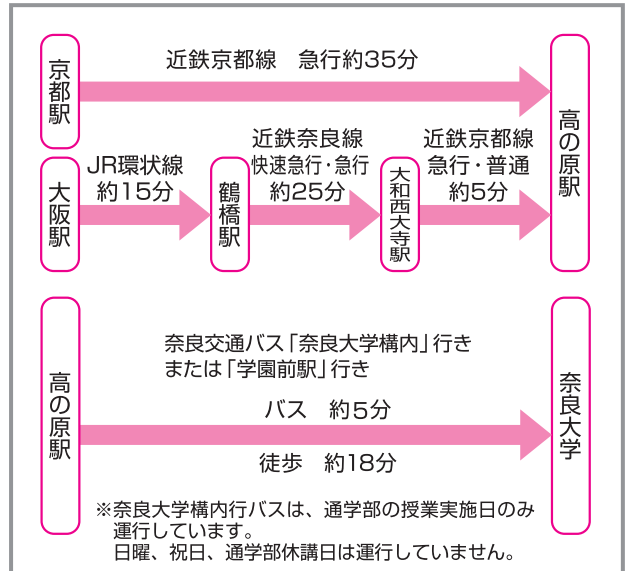 京都駅
近鉄京都線 急行約35分
高の原駅
大阪駅
JR環状線
約15分
鶴橋駅
近鉄奈良線
快速急行・急行
約25分
大和西大寺駅
近鉄京都線
急行・普通
約5分
高の原駅
奈良交通バス「奈良大学構内」行き
または「学園前駅」行き
バス 約5分
徒歩 約18分
奈良大学
※奈良大学構内行バスは、通学部の授業実施日のみ
運行しています。
日曜、祝日、通学部休講日は運行していません。